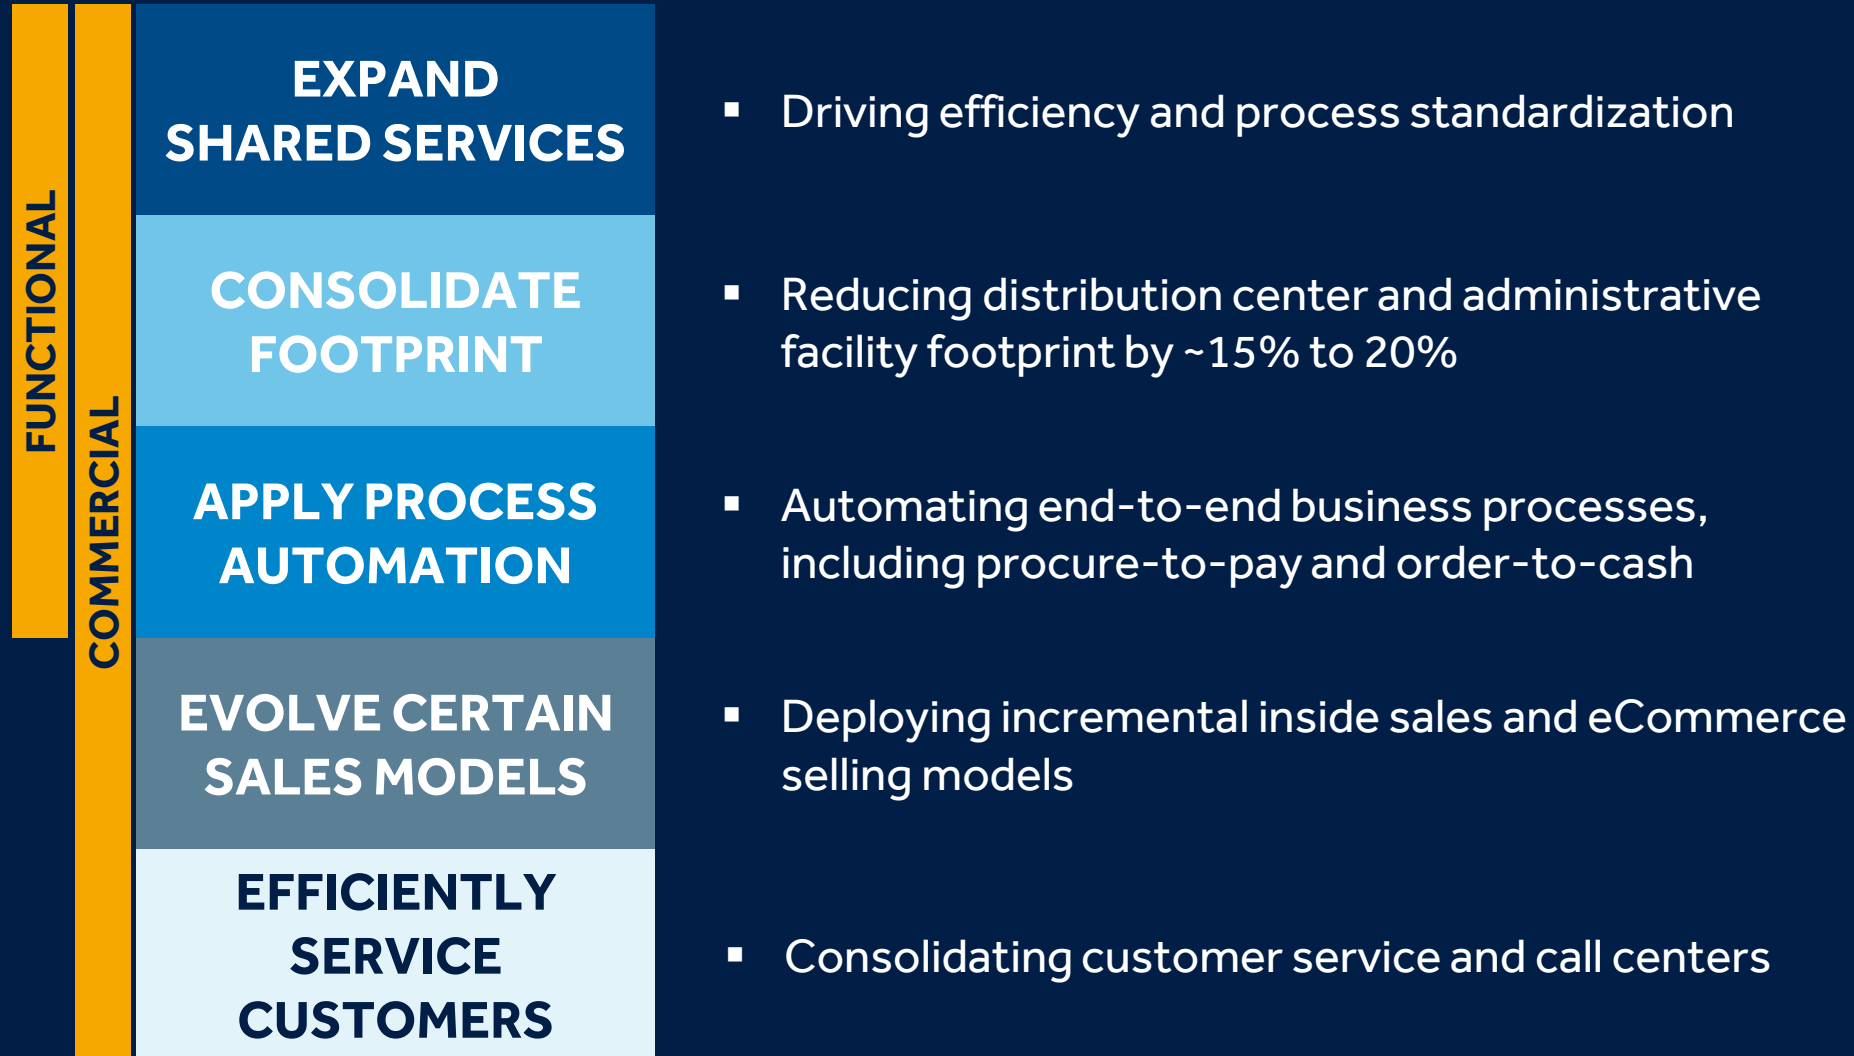 FUNCTIONAL
COMMERCIAL
EXPAND
SHARED SERVICES
▪ Driving efficiency and process standardization
CONSOLIDATE
FOOTPRINT
▪ Reducing distribution center and administrative
facility footprint by ~15% to 20%
APPLY PROCESS
AUTOMATION
▪ Automating end-to-end business processes,
including procure-to-pay and order-to-cash
EVOLVE CERTAIN
SALES MODELS
▪ Deploying incremental inside sales and eCommerce
selling models
EFFICIENTLY
SERVICE
CUSTOMERS
▪ Consolidating customer service and call centers